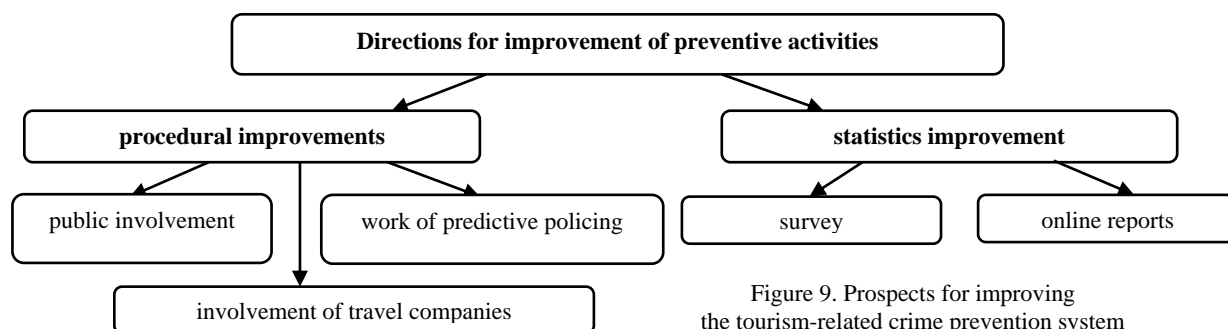 Directions for improvement of preventive activities
procedural improvements
statistics improvement
public involvement
work of predictive policing
survey
online reports
involvement of travel companies
Figure 9. Prospects for improving
the tourism-related crime prevention system